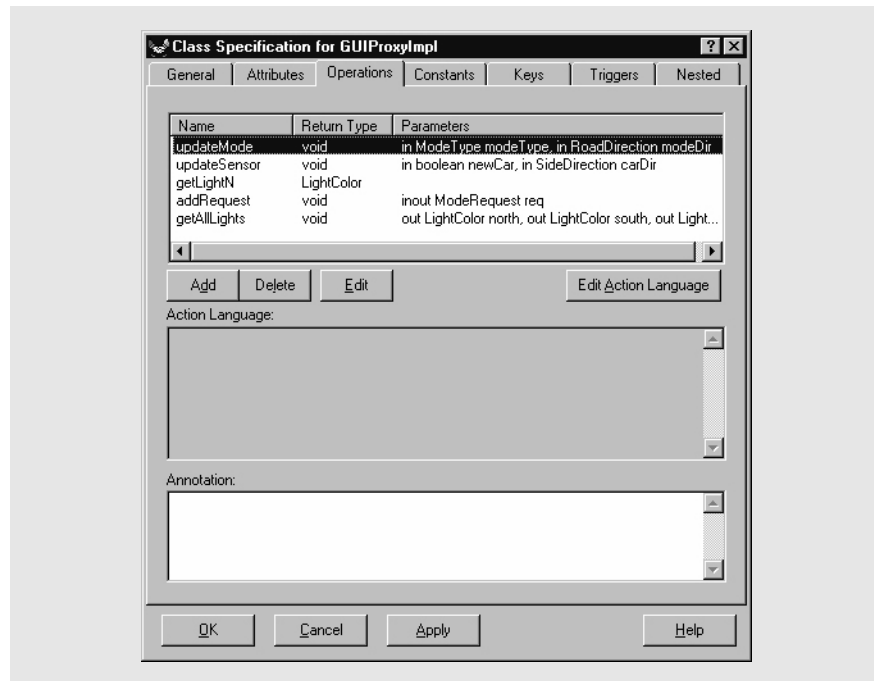 Class Specification for GUIProxyImpl
General Attributes Operations Constants Keys Triggers Nested
Name Return Type Parameters
updateMode void in ModeType modeType, in RoadDirection modeDir
updateSensor void in boolean newCar, in SideDirection carDir
getLightN LightColor
addRequest void inout ModeRequest req
getAllLights void out LightColor north, out LightColor south, out Light...
Add Delete Edit Edit Action Language
Action Language:
Annotation:
OK Cancel Apply Help